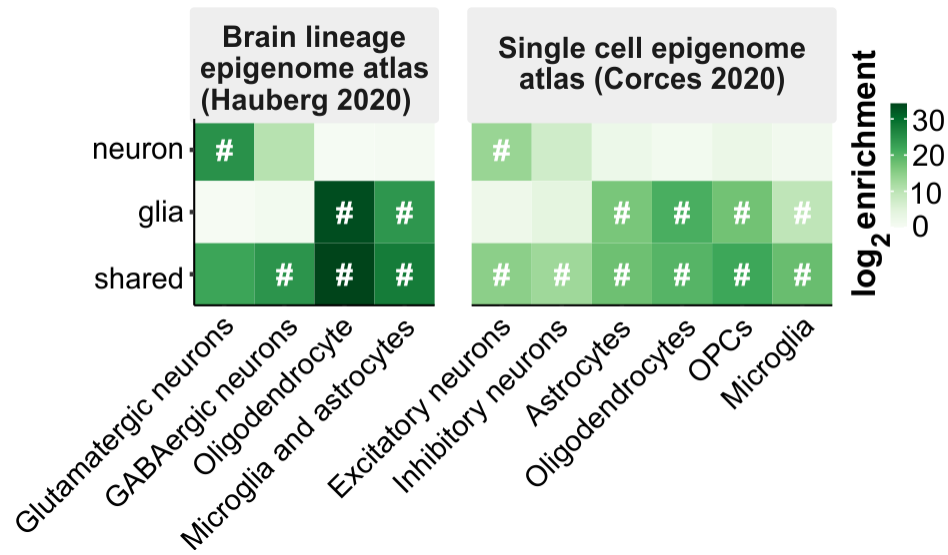 Brain lineage
epigenome atlas
(Hauberg 2020)
Single cell epigenome
atlas (Corces 2020)
neuron # #
glia # # # # # #
shared # # # # # # # # #
Glutamatergic neurons
GABAergic neurons
Oligodendrocyte
Microglia and astrocytes
Excitatory neurons
Inhibitory neurons
Astrocytes
Oligodendrocytes
OPCs
Microglia
log2 enrichment
30
20
10
0